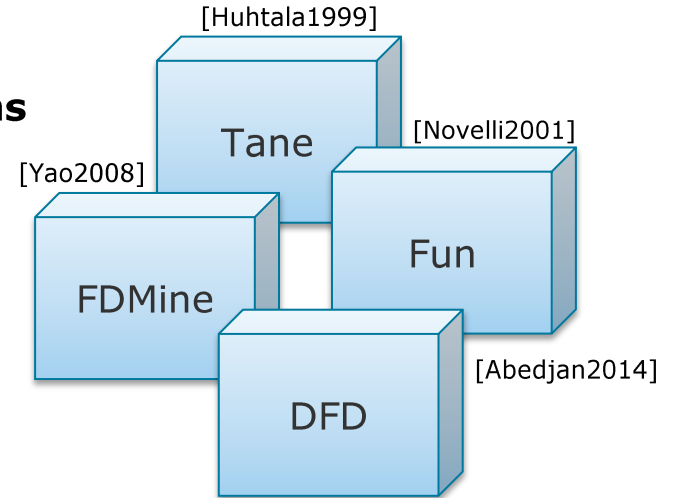 [Huhtala1999]
Tane
[Novelli2001]
[Yao2008]
Fun
FDMine
[Abedjan2014]
DFD